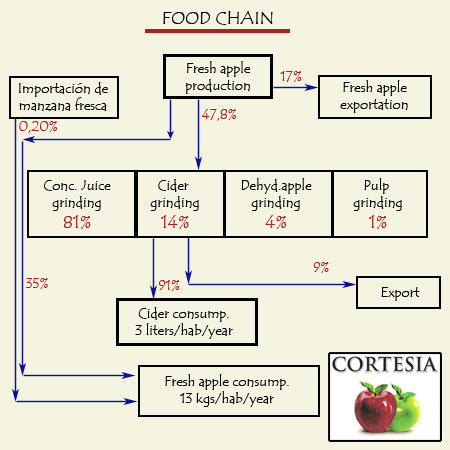 FOOD CHAIN
Fresh apple
production
17%
Fresh apple
exportation
Importación de
manzana fresca
0,20%
47,8%
Conc. Juice
grinding
81%
Cider
grinding
14%
Dehyd.apple
grinding
4%
Pulp
grinding
1%
35%
91%
9%
Export
Cider consump.
3 liters/hab/year
Fresh apple consump.
13 kgs/hab/year
CORTESIA